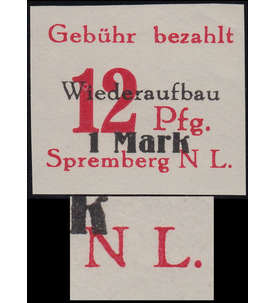 Gebühr bezahlt
Wiederaufbau
12 Pfg.
1 Mark
Spremberg N L.
k
N L.